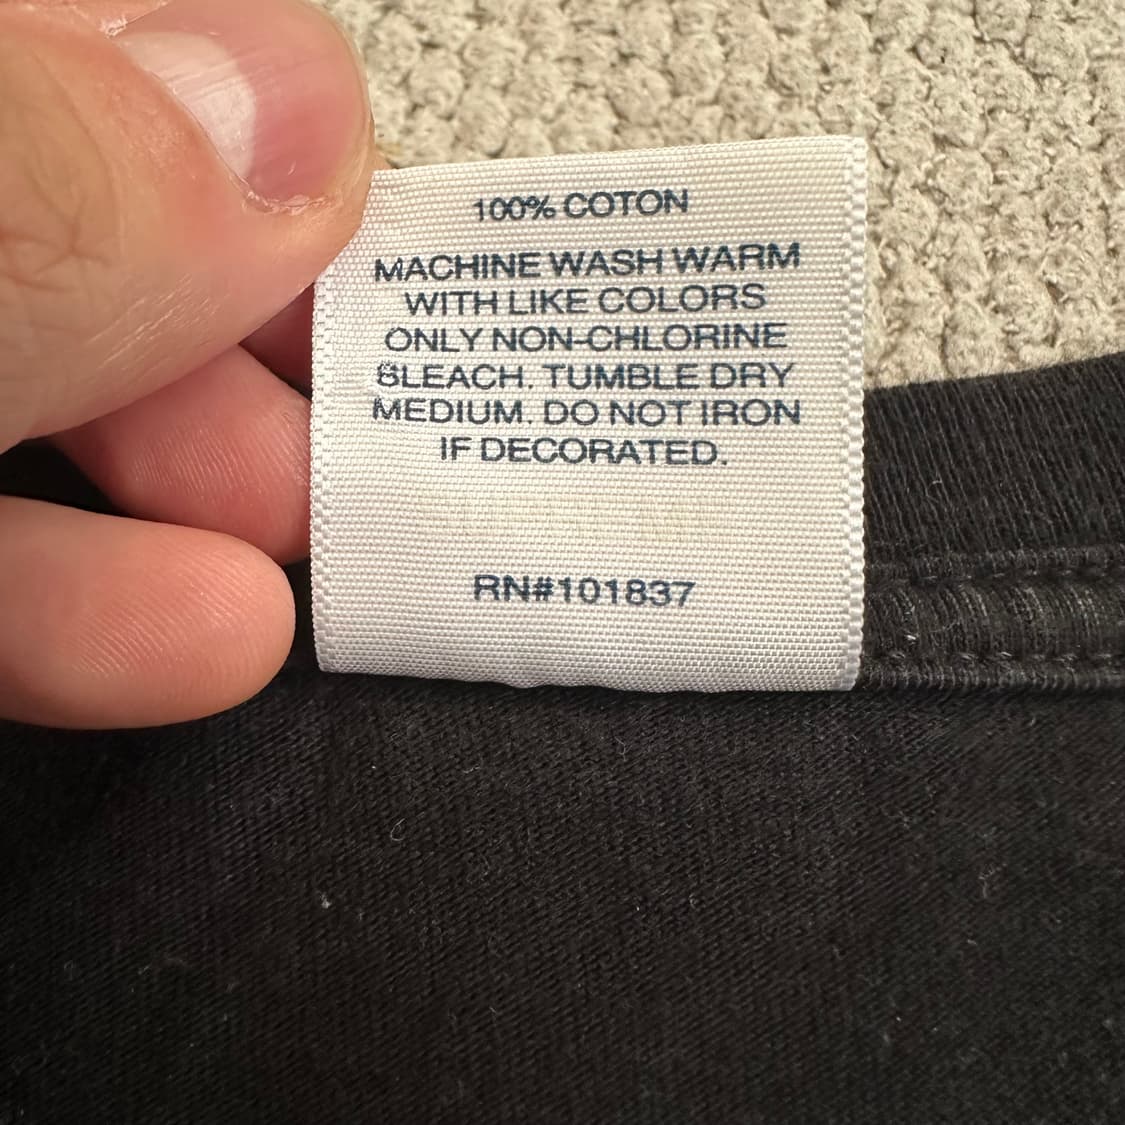 100% COTON
MACHINE WASH WARM
WITH LIKE COLORS
ONLY NON-CHLORINE
BLEACH. TUMBLE DRY
MEDIUM. DO NOT IRON
IF DECORATED.
RN#101837